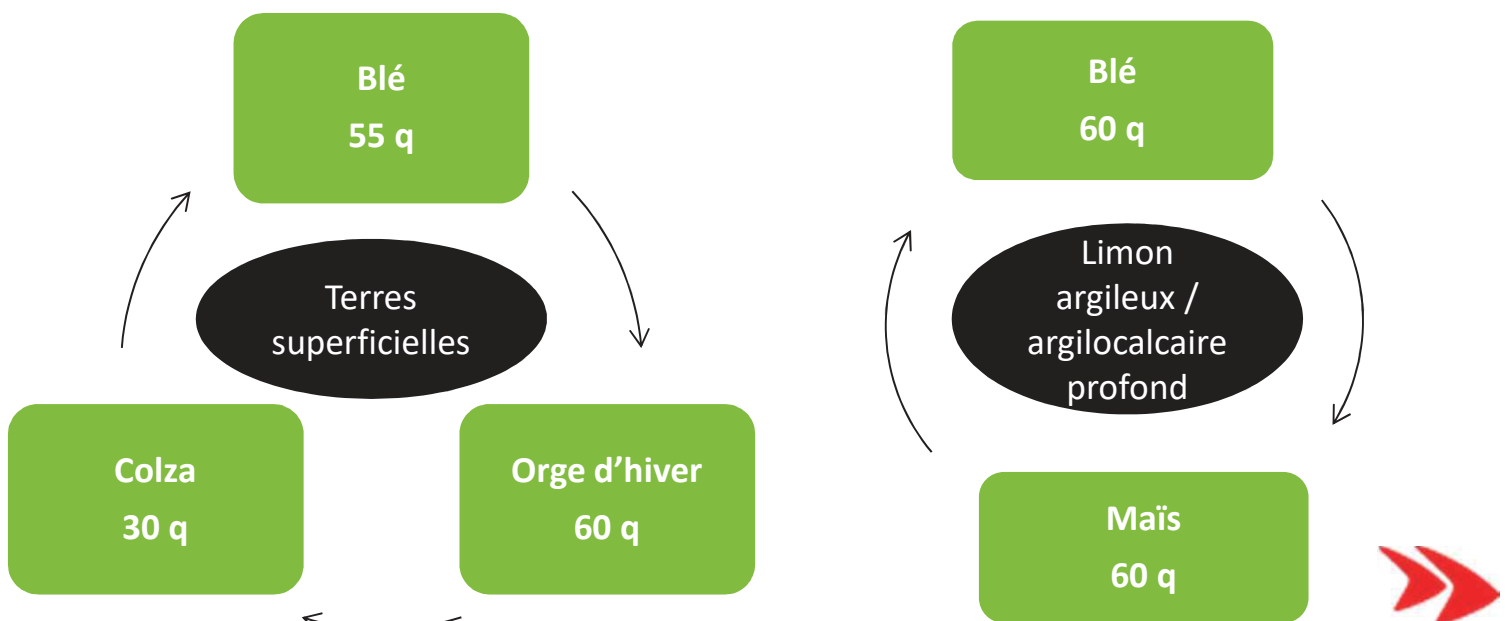 Blé
55 q
Terres
superficielles
Colza
30 q
Orge d’hiver
60 q
Blé
60 q
Limon
argileux /
argilocalcaire
profond
Maïs
60 q